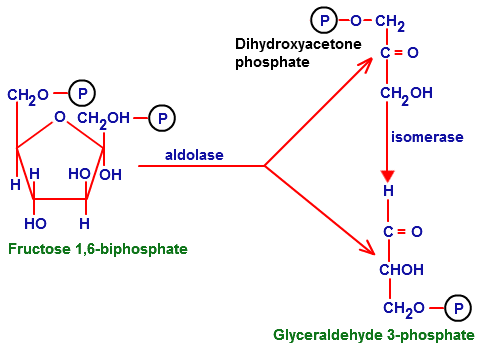 P O CH2
Dihydroxyacetone
phosphate
C = O
CH2OH
isomerase
CH2O P
O CH2OH P
aldolase
H H HO OH
HO H
Fructose 1,6-biphosphate
H
C = O
CHOH
CH2O P
Glyceraldehyde 3-phosphate